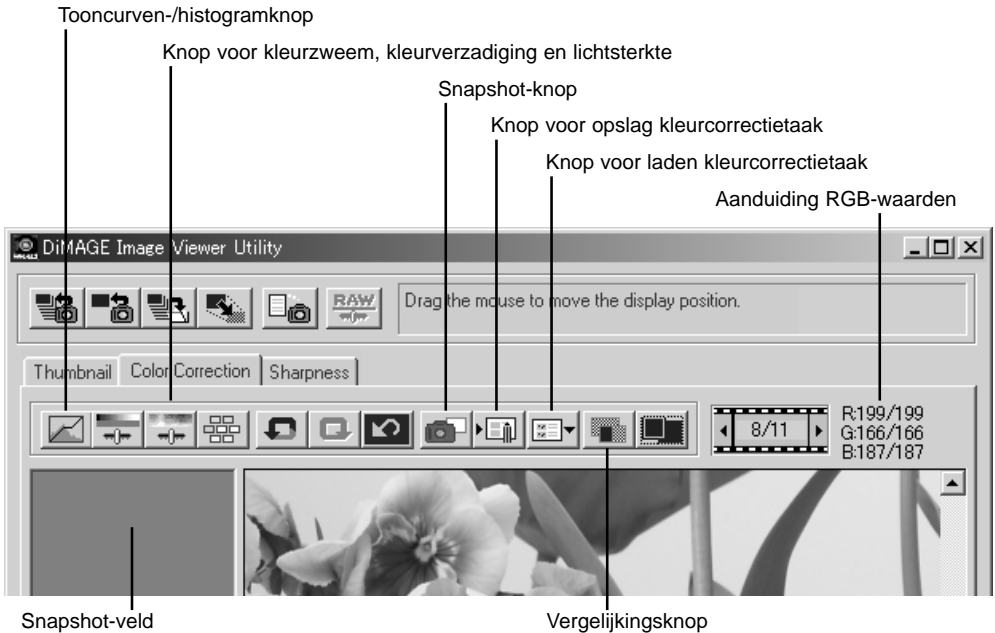 Tooncurven-/histogramknop
Knop voor kleurzweem, kleurverzadiging en lichtsterkte
Snapshot-knop
Knop voor opslag kleurcorrectietaak
Knop voor laden kleurcorrectietaak
Aanduiding RGB-waarden
DiMAGE Image Viewer Utility
RAW
Drag the mouse to move the display position.
Thumbnail Color Correction Sharpness
8/11
R:199/199
G:166/166
B:187/187
Snapshot-veld
Vergelijkingsknop